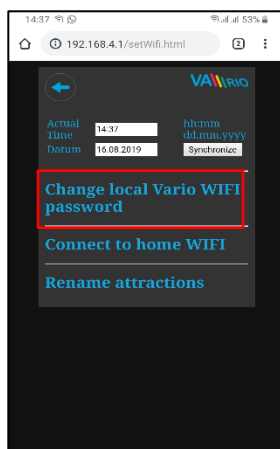 14:37 53%
192.168.4.1/setWifi.html 2
VARIO
Actual Time 14:37 hh:mm
dd.mm.yyyy
Datum 16.08.2019 Synchronize
Change local Vario WIFI
password
Connect to home WIFI
Rename attractions